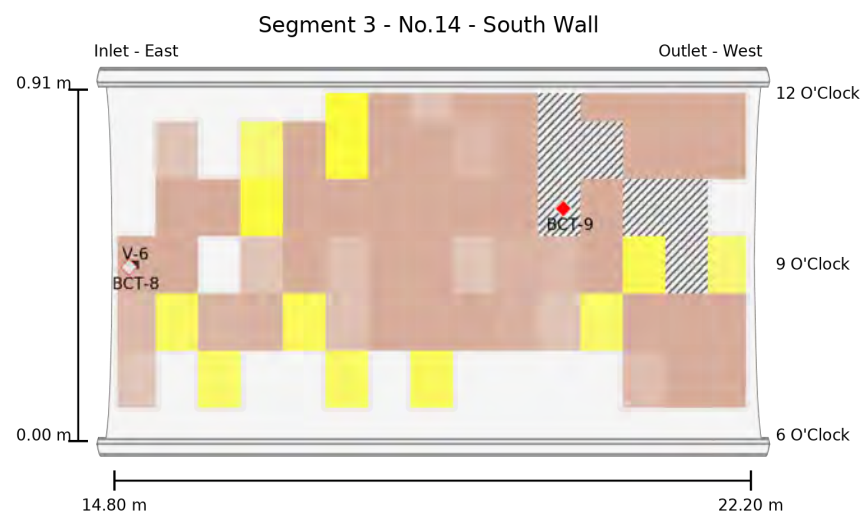 Segment 3 - No.14 - South Wall
Inlet - East
Outlet - West
0.91 m
12 O'Clock
BCT-9
V-6
9 O'Clock
BCT-8
0.00 m
6 O'Clock
14.80 m
22.20 m